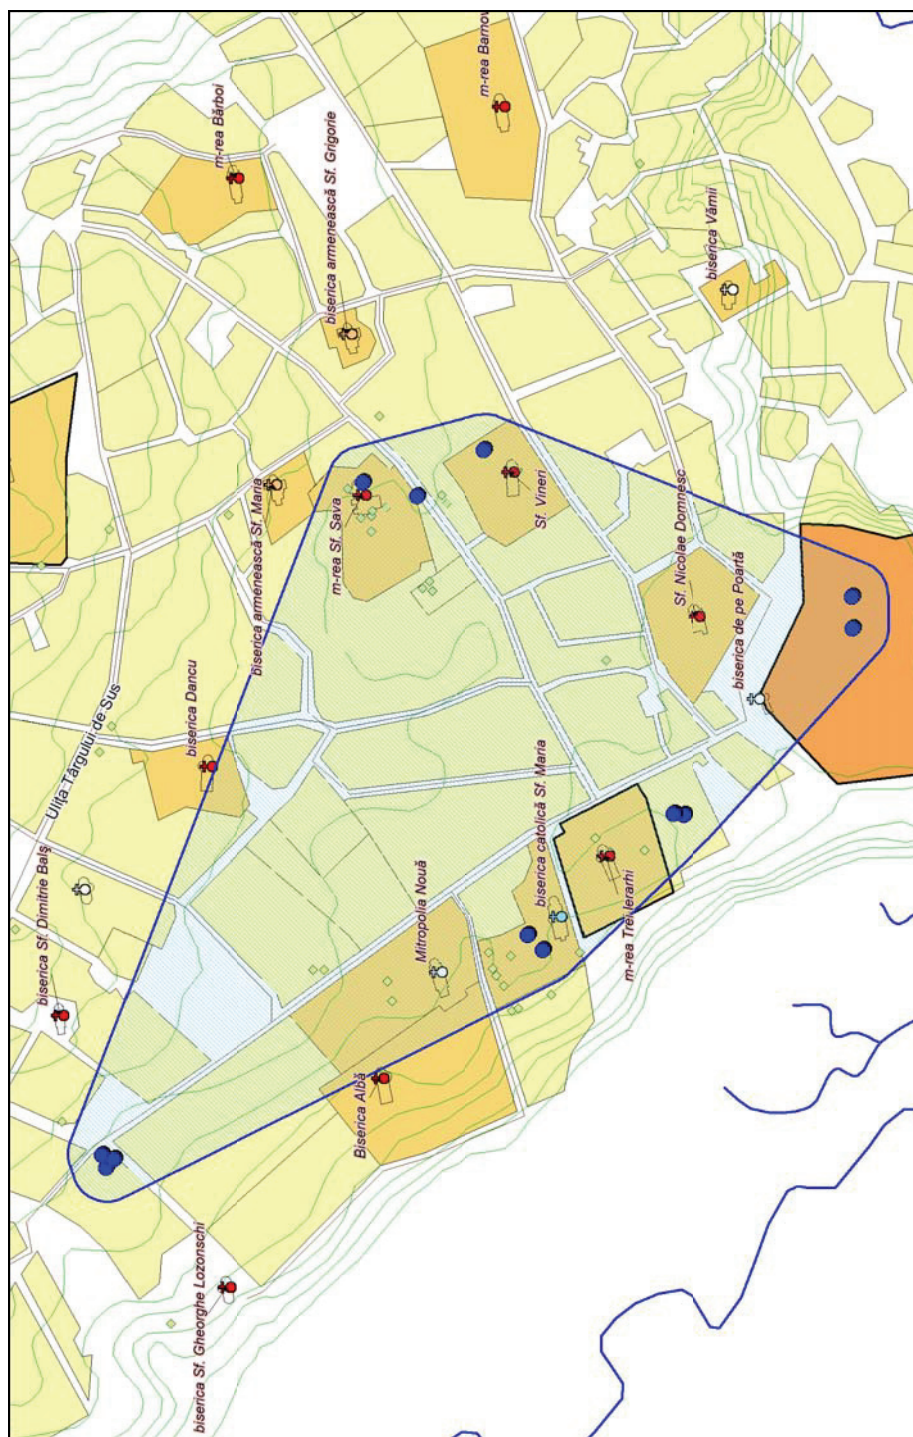 m-rea Bărboi
biserica armenească Sf. Grigorie
biserica Vămii
biserica armenească Sf. Maria
m-rea Sf. Sava
Sf. Vineri
Sf. Nicolae Domnesc
biserica de pe Poartă
Ulița Târgului de Sus
biserica Dancu
biserica Sf. Dimitrie Balș
Mitropolia Nouă
biserica catolică Sf. Maria
m-rea Trei Ierarhi
Biserica Albă
biserica Sf. Gheorghe Lozonschi
m-rea Barnov